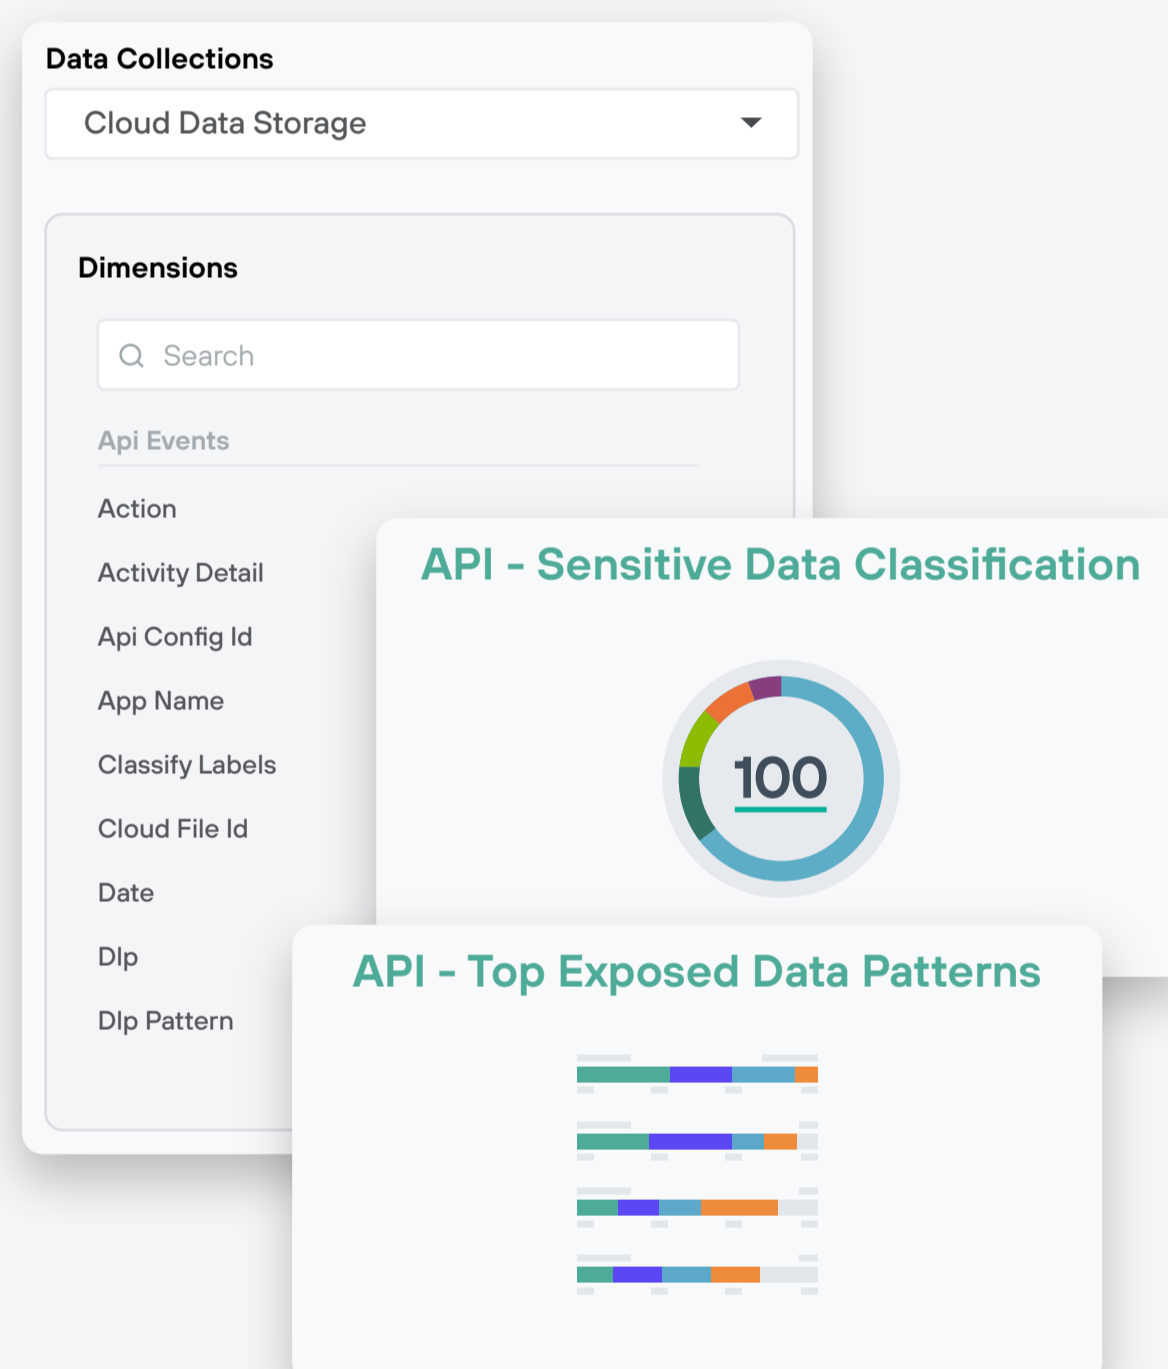 Data Collections
Cloud Data Storage
Dimensions
Search
Api Events
Action
Activity Detail
Api Config Id
App Name
Classify Labels
Cloud File Id
Date
Dlp
Dlp Pattern
API - Sensitive Data Classification
100
API - Top Exposed Data Patterns